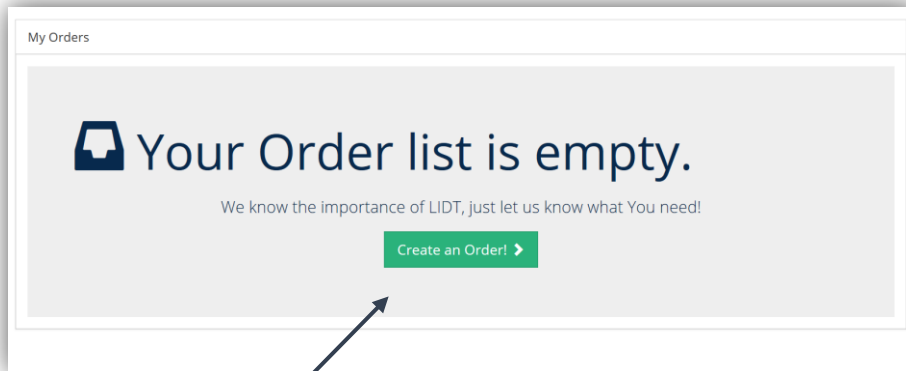 My Orders
Your Order list is empty.
We know the importance of LIDT, just let us know what You need!
Create an Order!